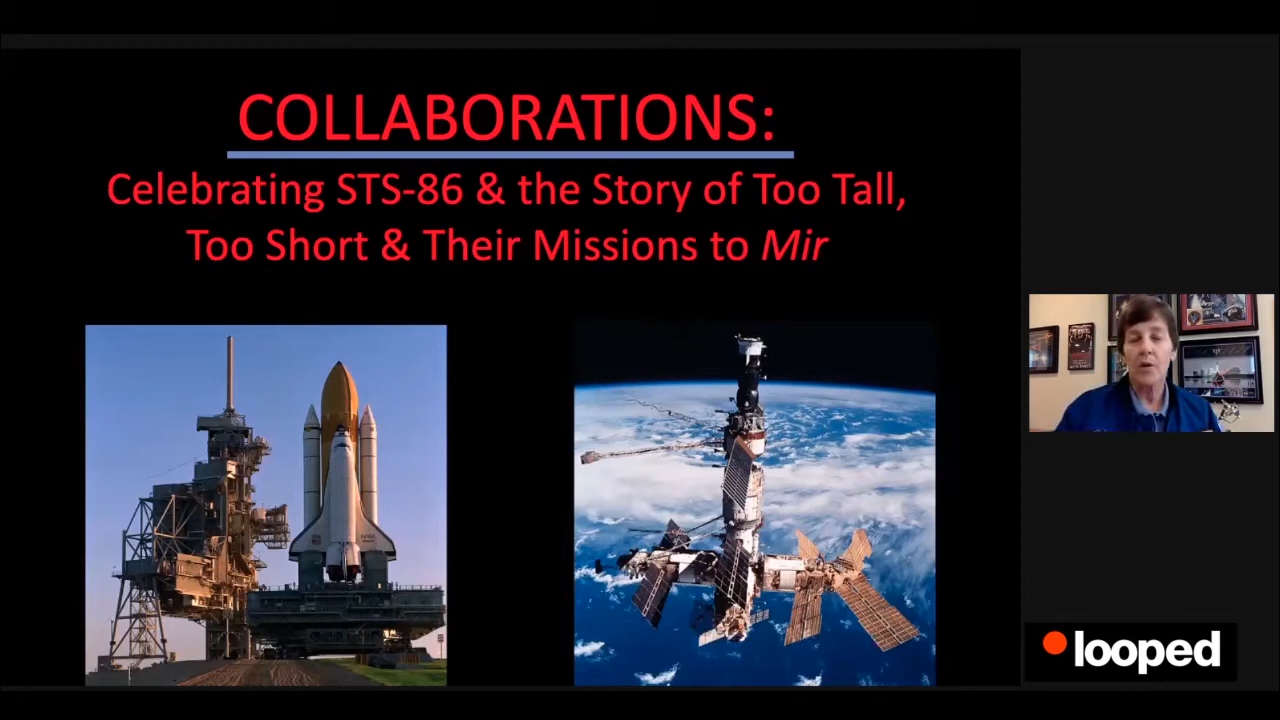 COLLABORATIONS:
Celebrating STS-86 & the Story of Too Tall,
Too Short & Their Missions to Mir
looped